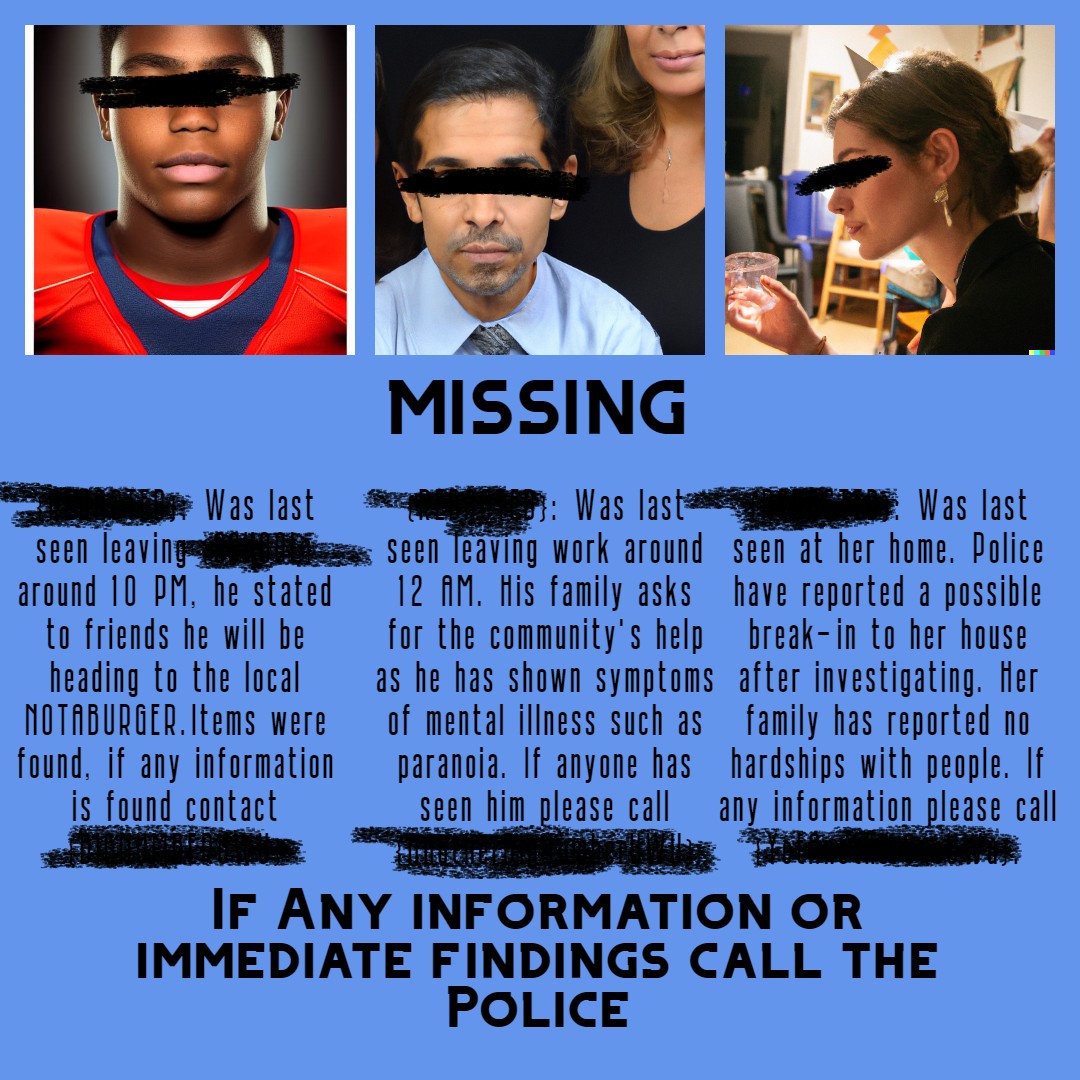 MISSING
: Was last
seen leaving
around 10 PM, he stated
to friends he will be
heading to the local
NOTABURGER.Items were
found, if any information
is found contact
: Was last
seen leaving work around
12 AM. His family asks
for the community's help
as he has shown symptoms
of mental illness such as
paranoia. If anyone has
seen him please call
: Was last
seen at her home. Police
have reported a possible
break-in to her house
after investigating. Her
family has reported no
hardships with people. If
any information please call
If Any information or
immediate findings call the
Police